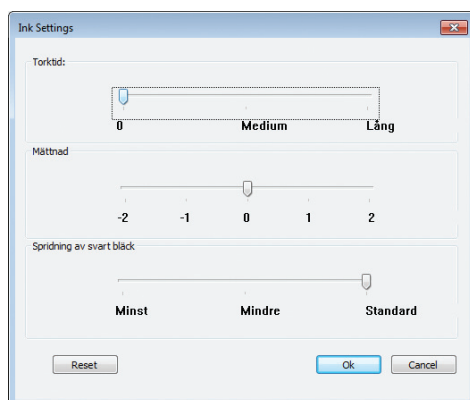 Ink Settings
Torktid:
0 Medium Lång
Mättnad
-2 -1 0 1 2
Spridning av svart bläck
Minst Mindre Standard
Reset Ok Cancel